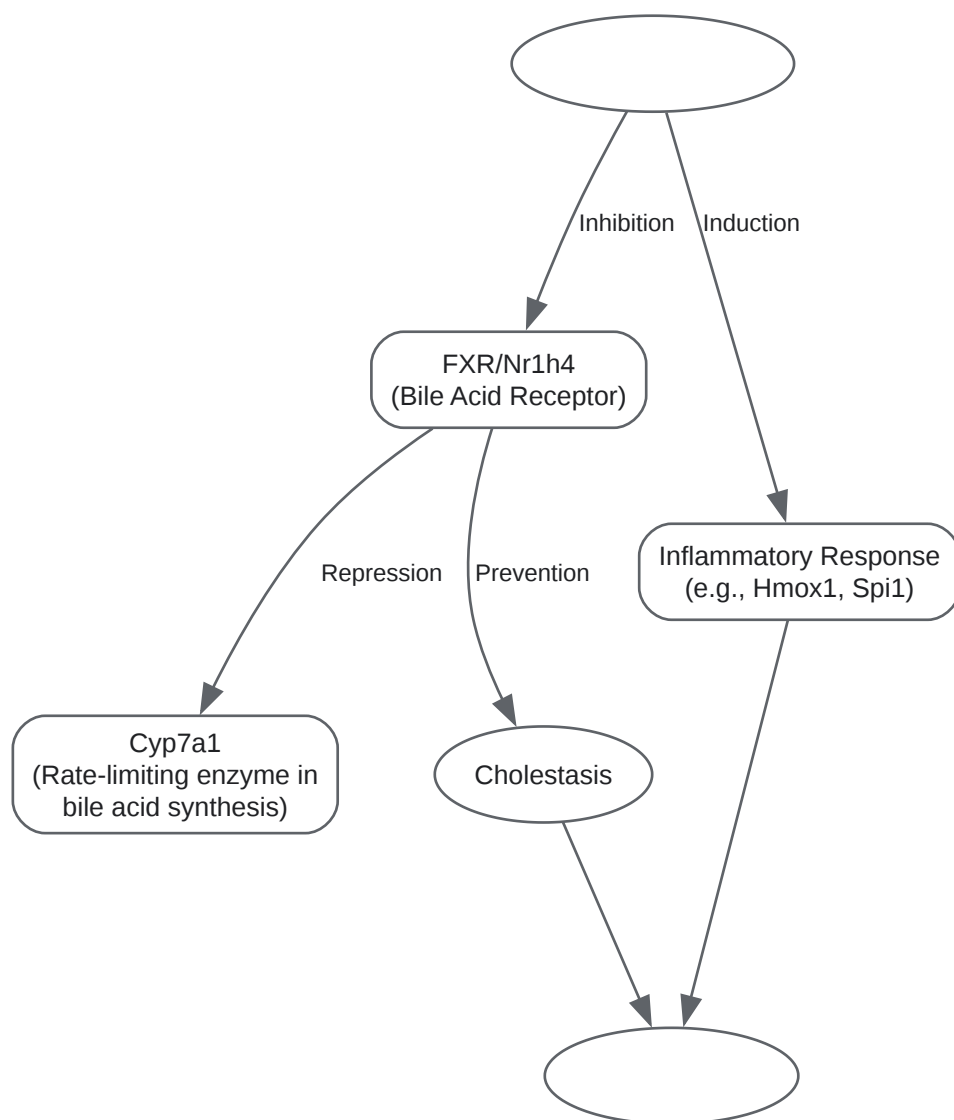 Inhibition
Induction
FXR/Nr1h4
(Bile Acid Receptor)
Repression
Prevention
Inflammatory Response
(e.g., Hmox1, Spi1)
Cyp7a1
(Rate-limiting enzyme in
bile acid synthesis)
Cholestasis